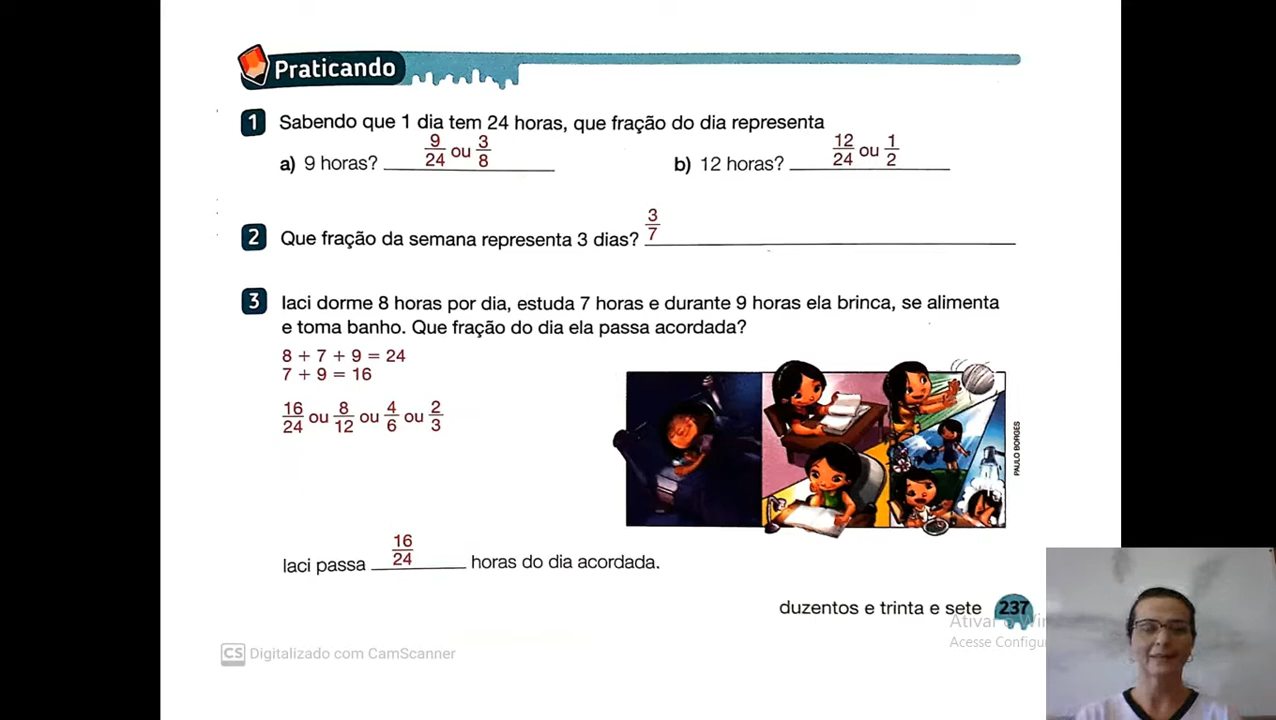 Praticando
1 Sabendo que 1 dia tem 24 horas, que fração do dia representa
a) 9 horas? 9/24 ou 3/8 b) 12 horas? 12/24 ou 1/2
2 Que fração da semana representa 3 dias? 3/7
3 Iaci dorme 8 horas por dia, estuda 7 horas e durante 9 horas ela brinca, se alimenta
e toma banho. Que fração do dia ela passa acordada?
8 + 7 + 9 = 24
7 + 9 = 16
16/24 ou 8/12 ou 4/6 ou 2/3
PAULO BORGES
Iaci passa 16/24 horas do dia acordada.
duzentos e trinta e sete 237
Ativar o Win
Acesse Configu
CS Digitalizado com CamScanner